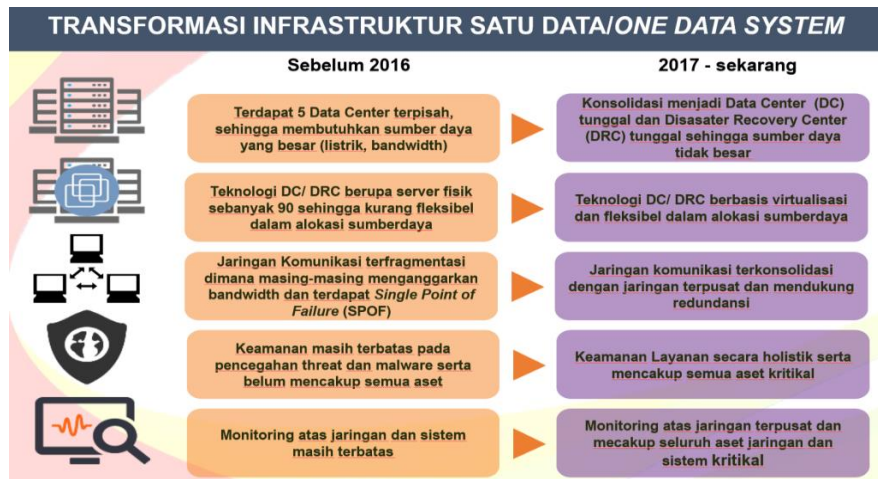 TRANSFORMASI INFRASTRUKTUR SATU DATA/ONE DATA SYSTEM
Sebelum 2016
2017 - sekarang
Terdapat 5 Data Center terpisah,
sehingga membutuhkan sumber daya
yang besar (listrik, bandwidth)
Konsolidasi menjadi Data Center (DC)
tunggal dan Disasater Recovery Center
(DRC) tunggal sehingga sumber daya
tidak besar
Teknologi DC/ DRC berupa server fisik
sebanyak 90 sehingga kurang fleksibel
dalam alokasi sumberdaya
Teknologi DC/ DRC berbasis virtualisasi
dan fleksibel dalam alokasi sumberdaya
Jaringan Komunikasi terfragmentasi
dimana masing-masing menganggarkan
bandwidth dan terdapat Single Point of
Failure (SPOF)
Jaringan komunikasi terkonsolidasi
dengan jaringan terpusat dan mendukung
redundansi
Keamanan masih terbatas pada
pencegahan threat dan malware serta
belum mencakup semua aset
Keamanan Layanan secara holistik serta
mencakup semua aset kritikal
Monitoring atas jaringan dan sistem
masih terbatas
Monitoring atas jaringan terpusat dan
mecakup seluruh aset jaringan dan
sistem kritikal